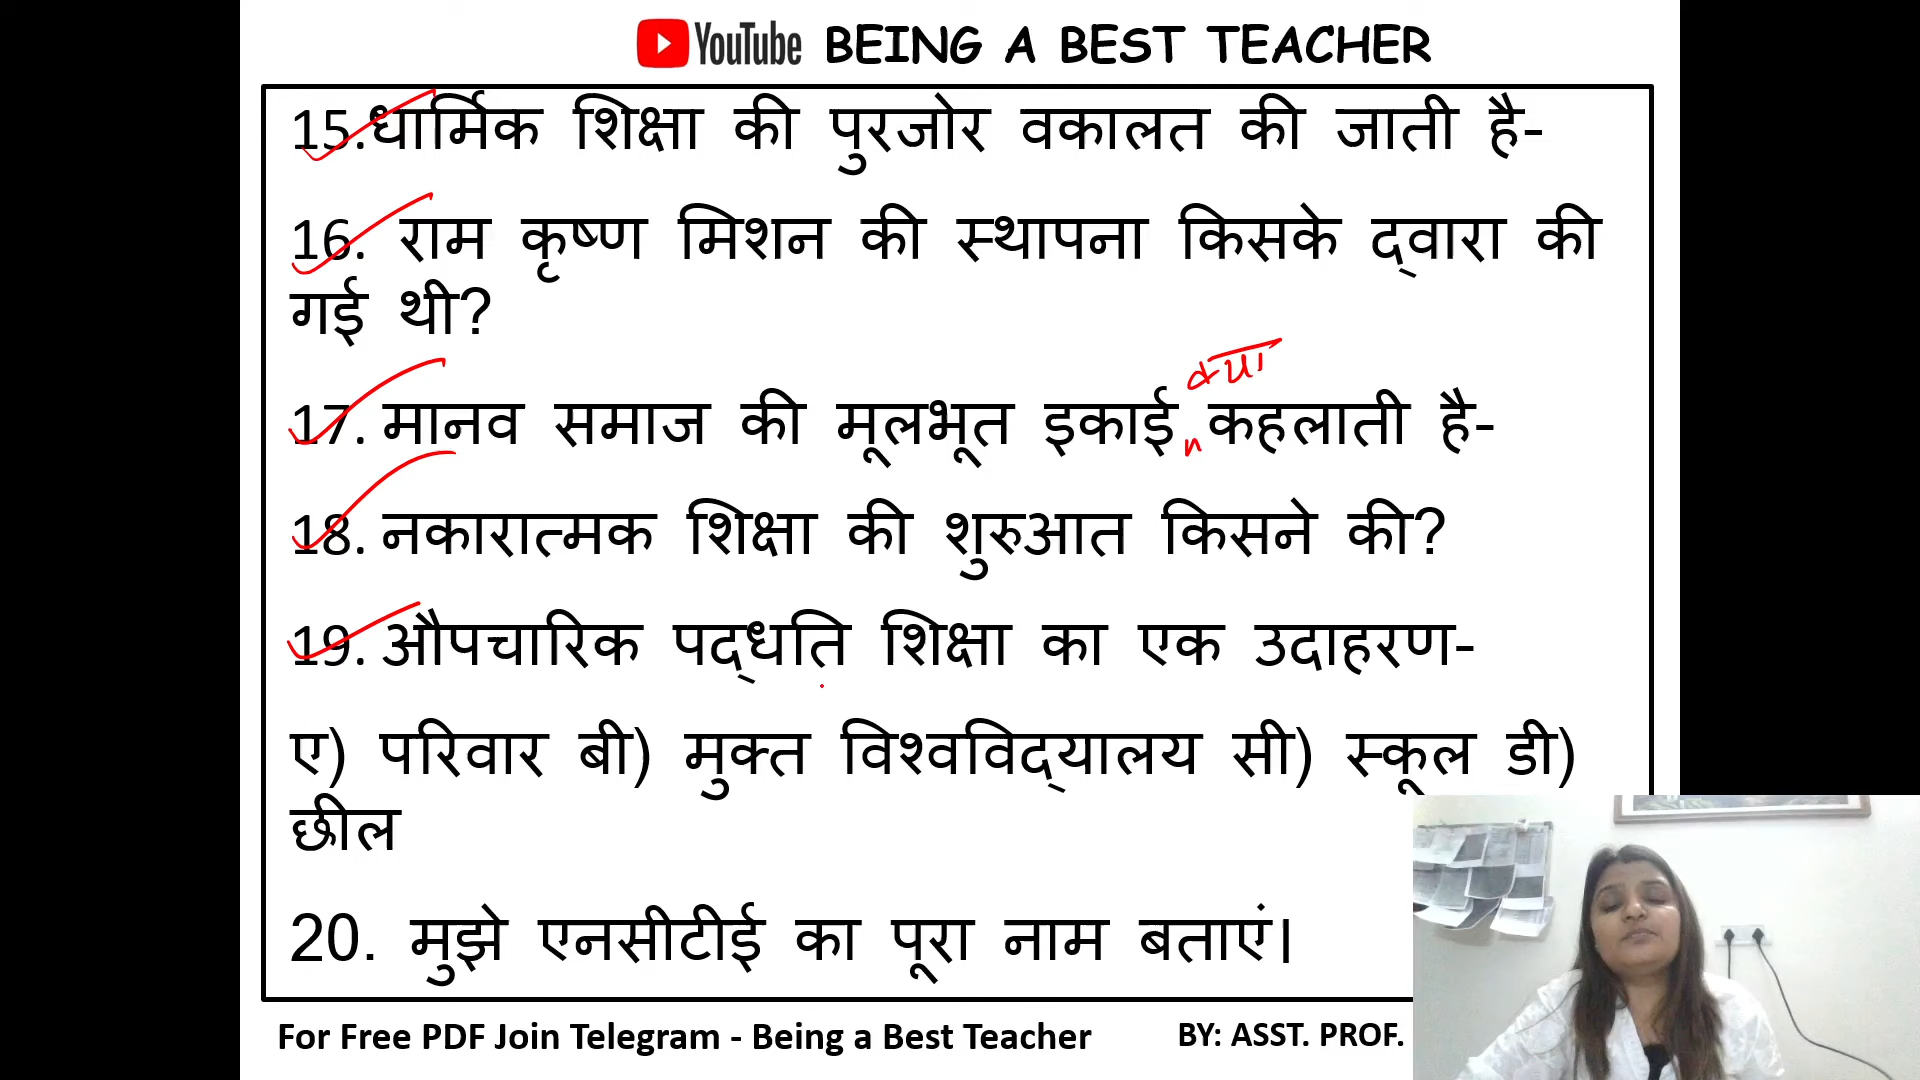 YouTube BEING A BEST TEACHER
15.धार्मिक शिक्षा की पुरजोर वकालत की जाती है-
16. राम कृष्ण मिशन की स्थापना किसके द्वारा की
गई थी?
क्या
17. मानव समाज की मूलभूत इकाई कहलाती है-
18. नकारात्मक शिक्षा की शुरुआत किसने की?
19. औपचारिक पद्धति शिक्षा का एक उदाहरण-
ए) परिवार बी) मुक्त विश्वविद्यालय सी) स्कूल डी)
छील
20. मुझे एनसीटीई का पूरा नाम बताएं।
For Free PDF Join Telegram - Being a Best Teacher
BY: ASST. PROF.